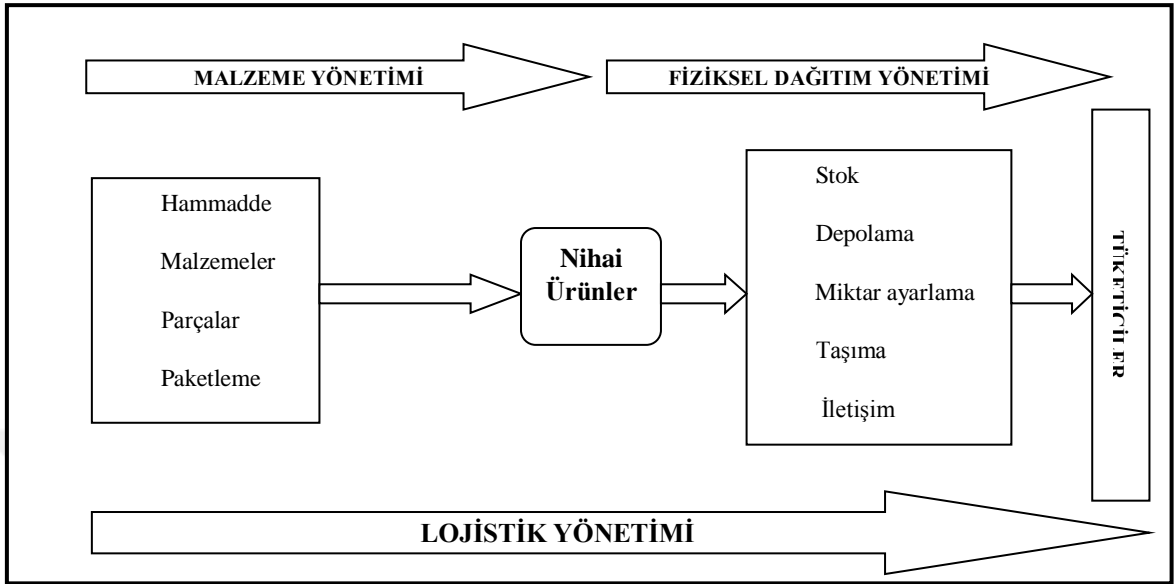 MALZEME YÖNETİMİ
FİZİKSEL DAĞITIM YÖNETİMİ
Hammadde
Malzemeler
Parçalar
Paketleme
Nihai
Ürünler
Stok
Depolama
Miktar ayarlama
Taşıma
İletişim
TÜKETİCİLER
LOJİSTİK YÖNETİMİ